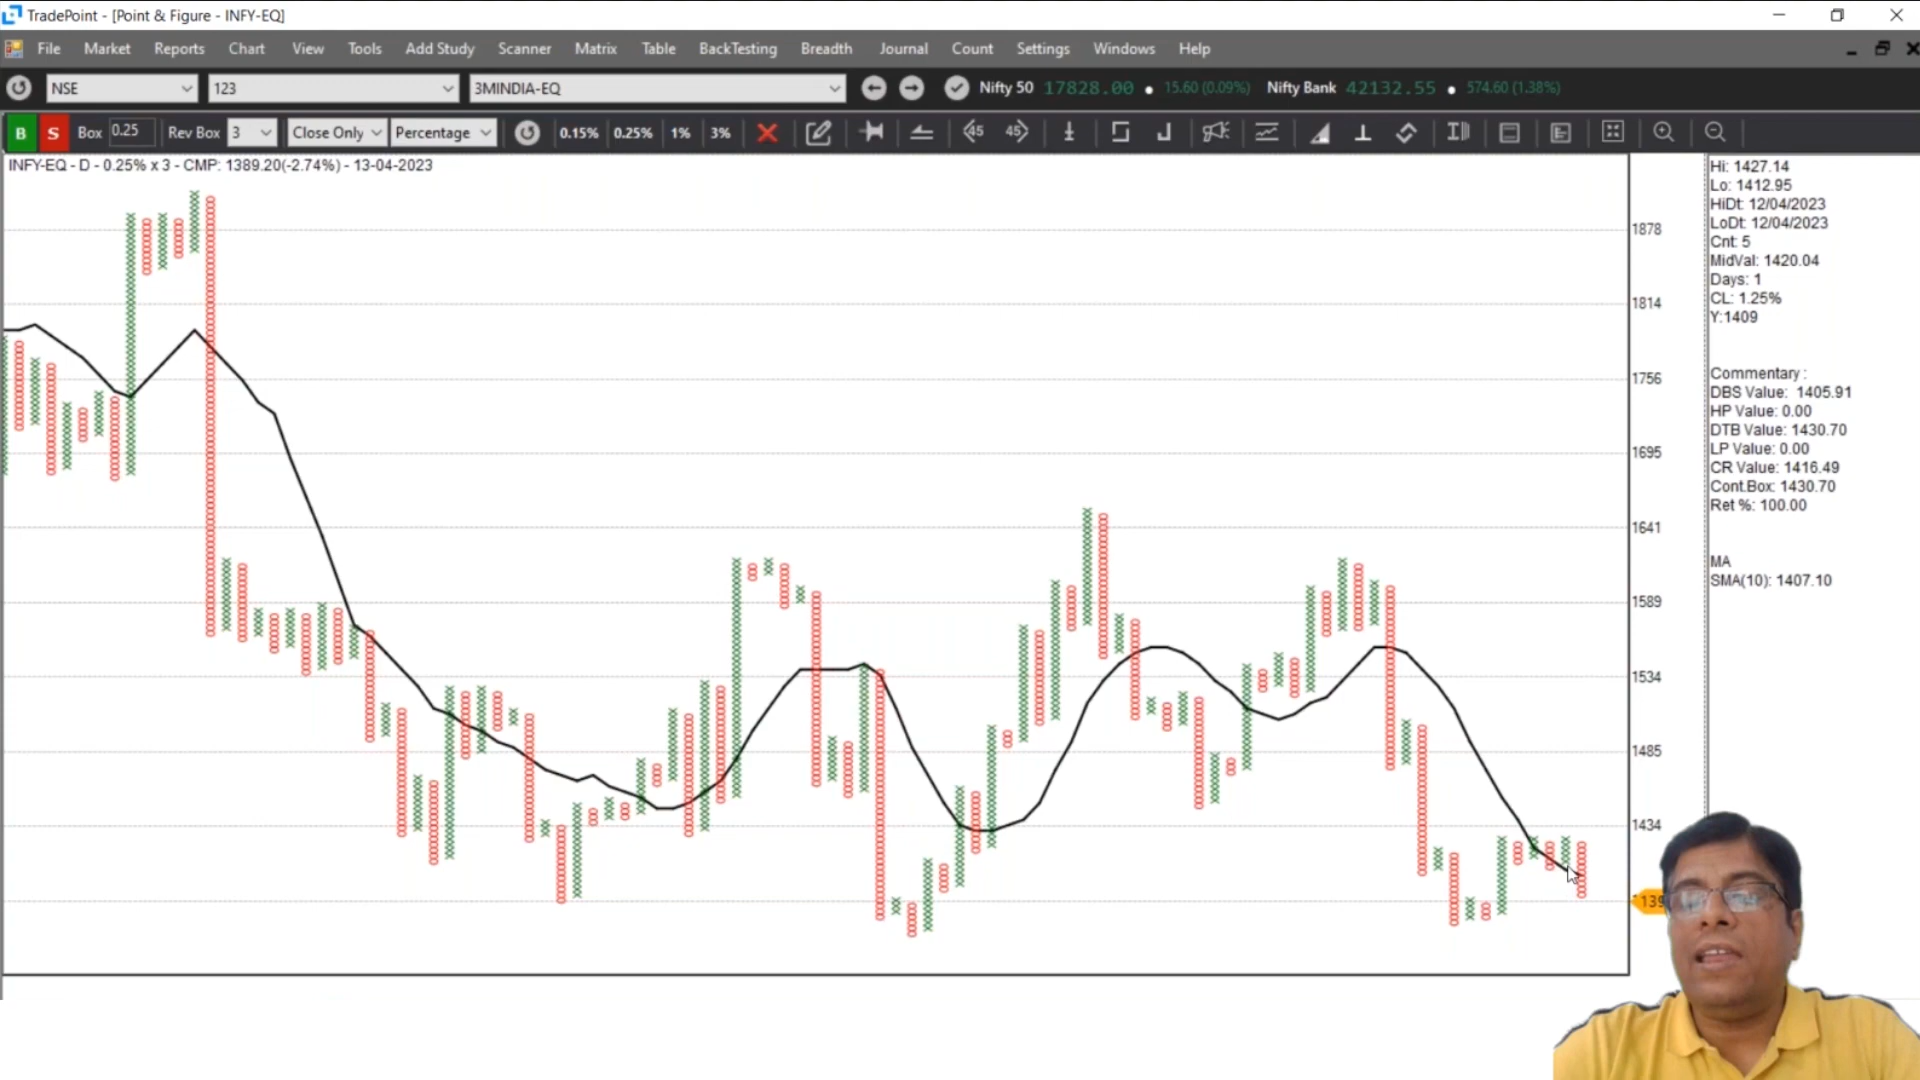 TradePoint - [Point & Figure - INFY-EQ]
File Market Reports Chart View Tools Add Study Scanner Matrix Table BackTesting Breadth Journal Count Settings Windows Help
NSE 123 3MINDIA-EQ Nifty 50 17828.00 • 15.60 (0.09%) Nifty Bank 42132.55 • 574.60 (1.38%)
B S Box 0.25 Rev Box 3 Close Only Percentage 0.15% 0.25% 1% 3% 45 45
INFY-EQ - D - 0.25% x 3 - CMP: 1389.20(-2.74%) - 13-04-2023
1878
1814
1756
1695
1641
1589
1534
1485
1434
Hi: 1427.14
Lo: 1412.95
HiDt: 12/04/2023
LoDt: 12/04/2023
Cnt: 5
MidVal: 1420.04
Days: 1
CL: 1.25%
Y:1409
Commentary :
DBS Value: 1405.91
HP Value: 0.00
DTB Value: 1430.70
LP Value: 0.00
CR Value: 1416.49
Cont.Box: 1430.70
Ret %: 100.00
MA
SMA(10): 1407.10